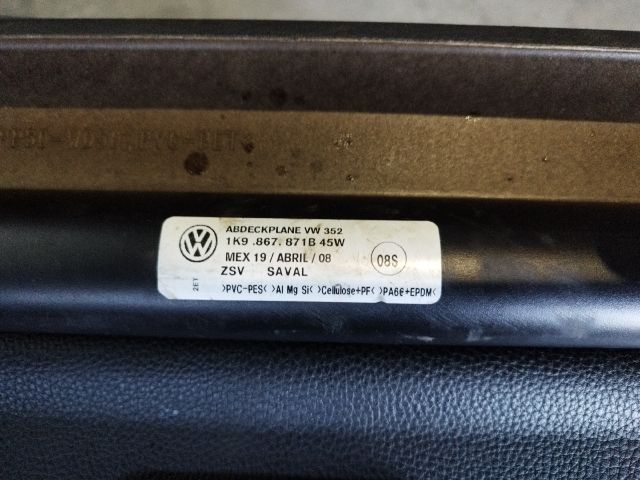 ABDECKPLANE VW 352
1K9 .867. 871B 45W
MEX 19 / ABRIL / 08
08S
ZSV SAVAL
2ET
>PVC-PES< >Al Mg Si< >Cellulose+PF< >PA66+EPDM<